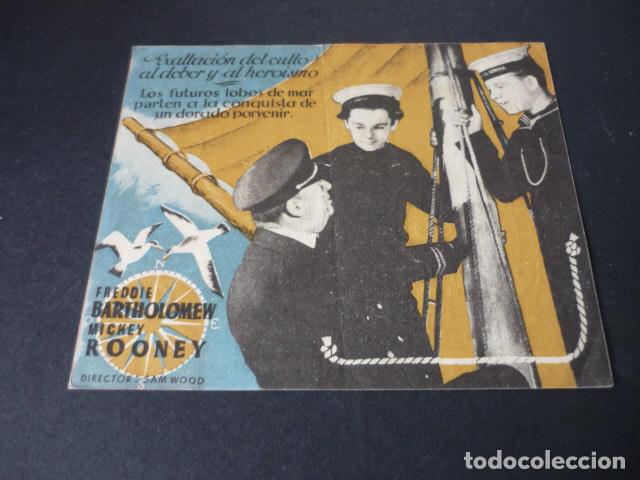 Exaltación del culto
al deber y al heroismo
Los futuros lobos de mar
parten a la conquista de
un dorado porvenir.
N
E
FREDDIE
BARTHOLOMEW
MICKEY
ROONEY
DIRECTOR: SAM WOOD
todocoleccion.net